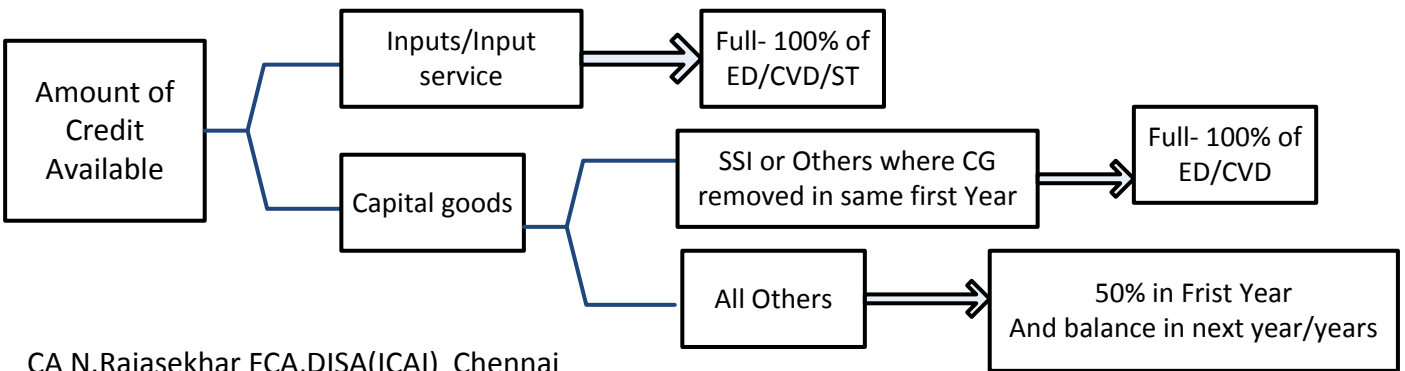 Amount of
Credit
Available
Inputs/Input
service
Full- 100% of
ED/CVD/ST
Capital goods
SSI or Others where CG
removed in same first Year
Full- 100% of
ED/CVD
All Others
50% in Frist Year
And balance in next year/years
CA N.Rajasekhar FCA,DISA(ICAI) Chennai